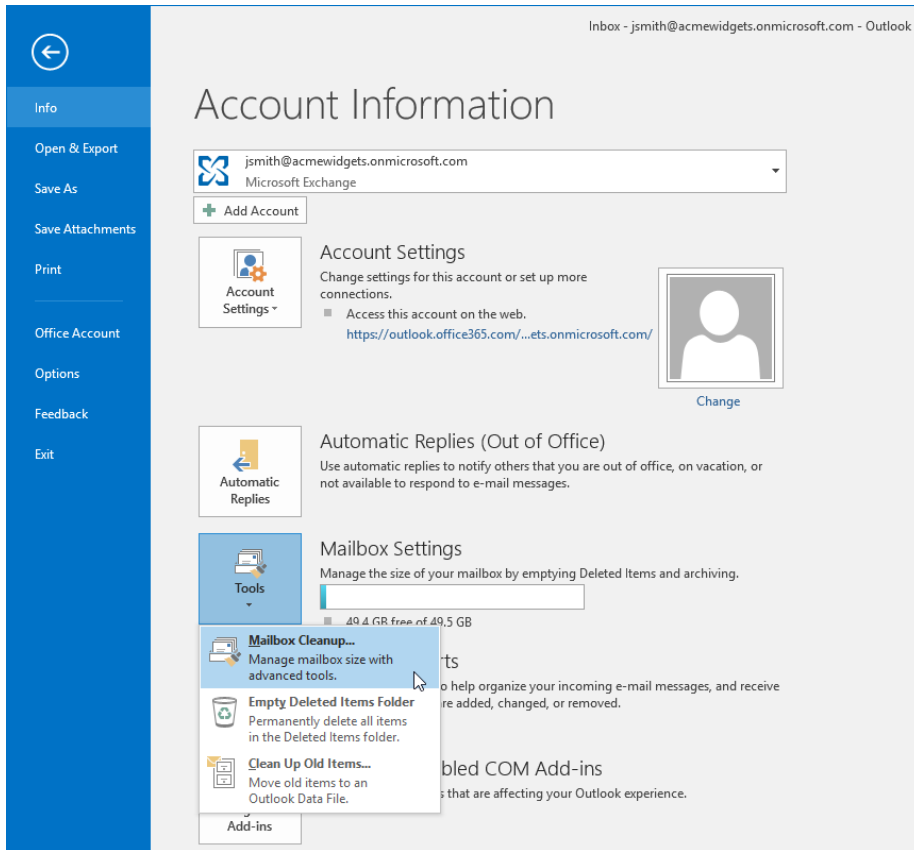 Inbox - jsmith@acmewidgets.onmicrosoft.com - Outlook
Info
Open & Export
Save As
Save Attachments
Print
Office Account
Options
Feedback
Exit
Account Information
jsmith@acmewidgets.onmicrosoft.com
Microsoft Exchange
Add Account
Account
Settings
Account Settings
Change settings for this account or set up more
connections.
Access this account on the web.
https://outlook.office365.com/...ets.onmicrosoft.com/
Change
Automatic
Replies
Automatic Replies (Out of Office)
Use automatic replies to notify others that you are out of office, on vacation, or
not available to respond to e-mail messages.
Tools
Mailbox Settings
Manage the size of your mailbox by emptying Deleted Items and archiving.
49.4 GB free of 49.5 GB
Mailbox Cleanup...
Manage mailbox size with
advanced tools.
Empty Deleted Items Folder
Permanently delete all items
in the Deleted Items folder.
Clean Up Old Items...
Move old items to an
Outlook Data File.
rts
o help organize your incoming e-mail messages, and receive
re added, changed, or removed.
bled COM Add-ins
s that are affecting your Outlook experience.
Add-ins